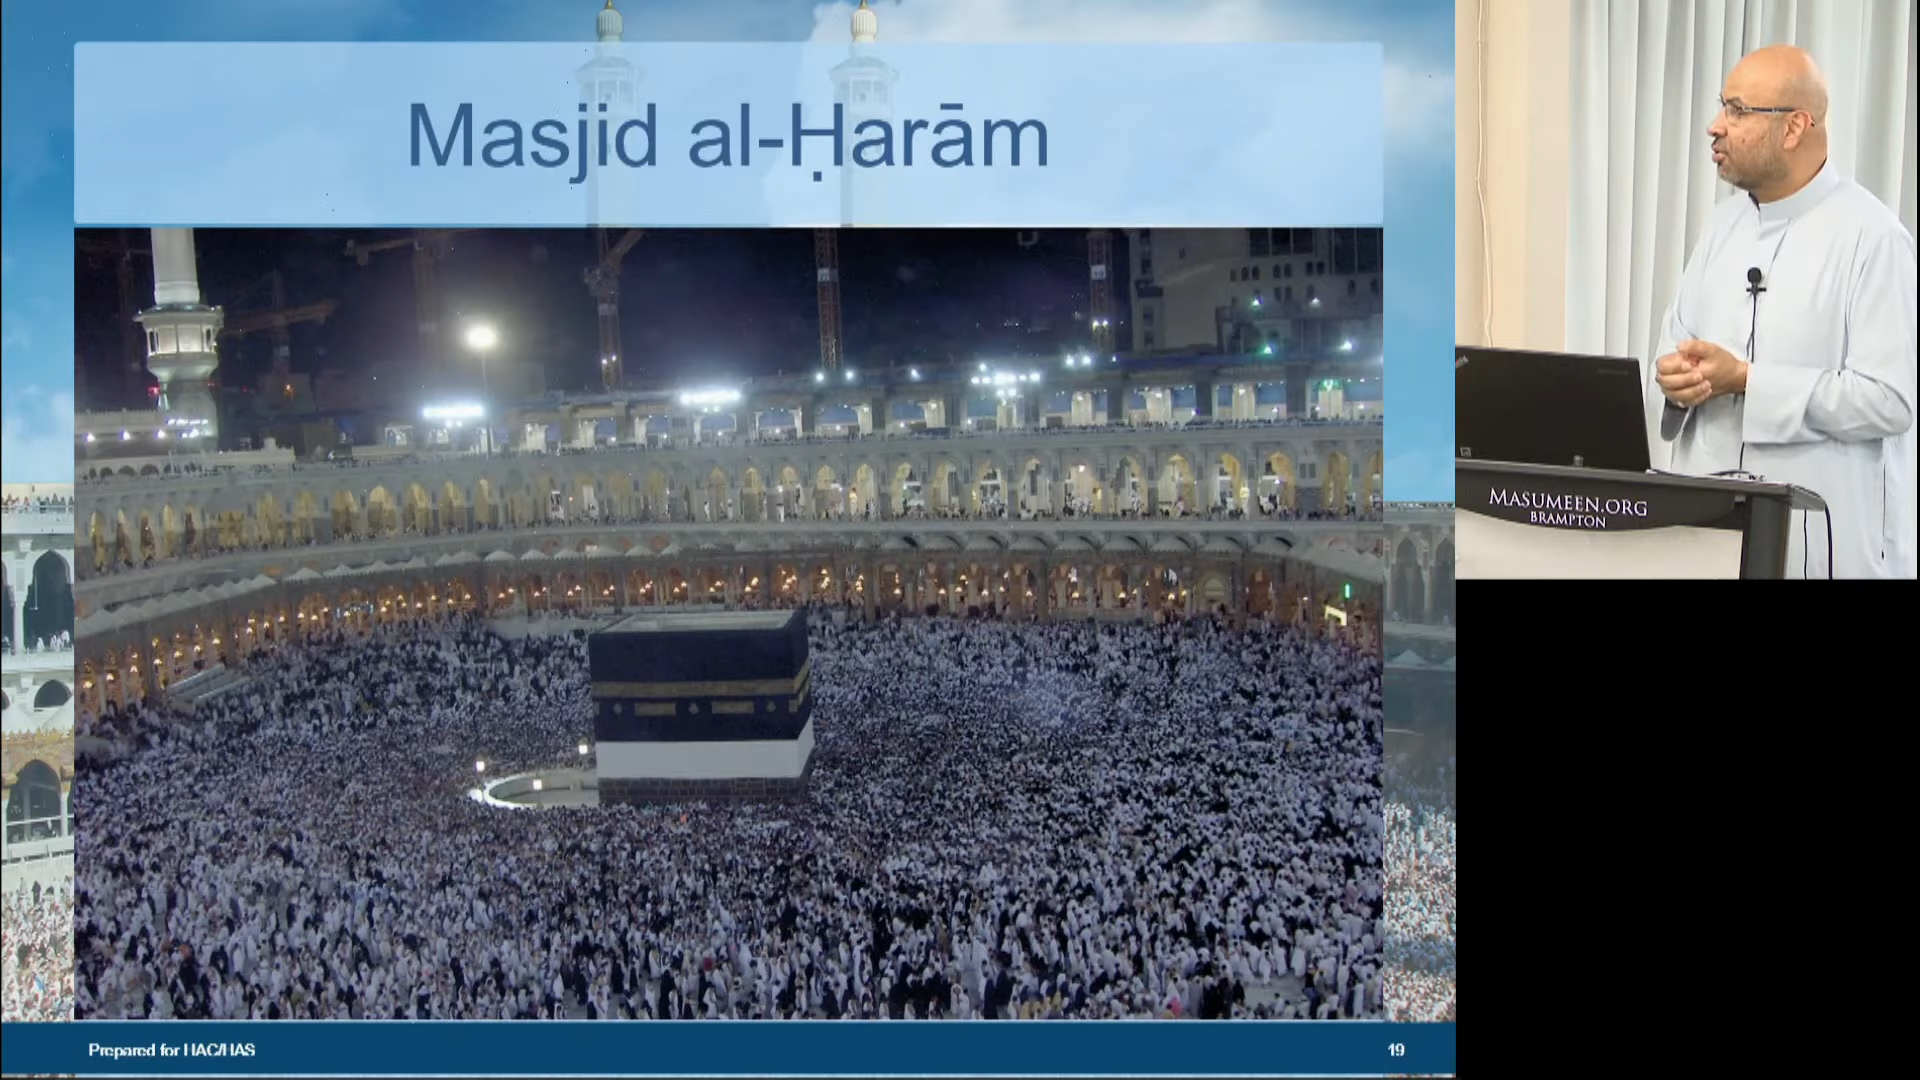 Masjid al-Ḥarām
MASUMEEN.ORG
BRAMPTON
Prepared for HAC/HAS
19